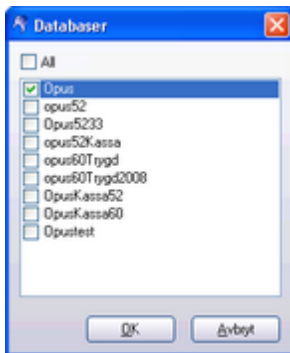 Databaser
All
Opus
opus52
Opus5233
opus52Kassa
opus60Trygd
opus60Trygd2008
OpusKassa52
OpusKassa60
Opustest
OK
Avbryt